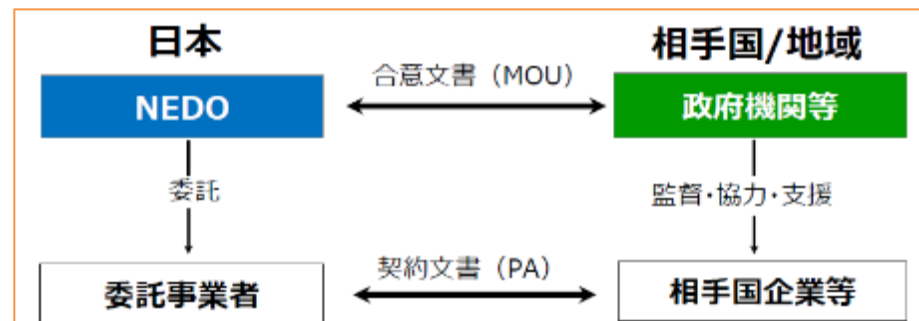 日本
相手国/地域
NEDO
合意文書（MOU）
政府機関等
委託
監督・協力・支援
委託事業者
契約文書（PA）
相手国企業等